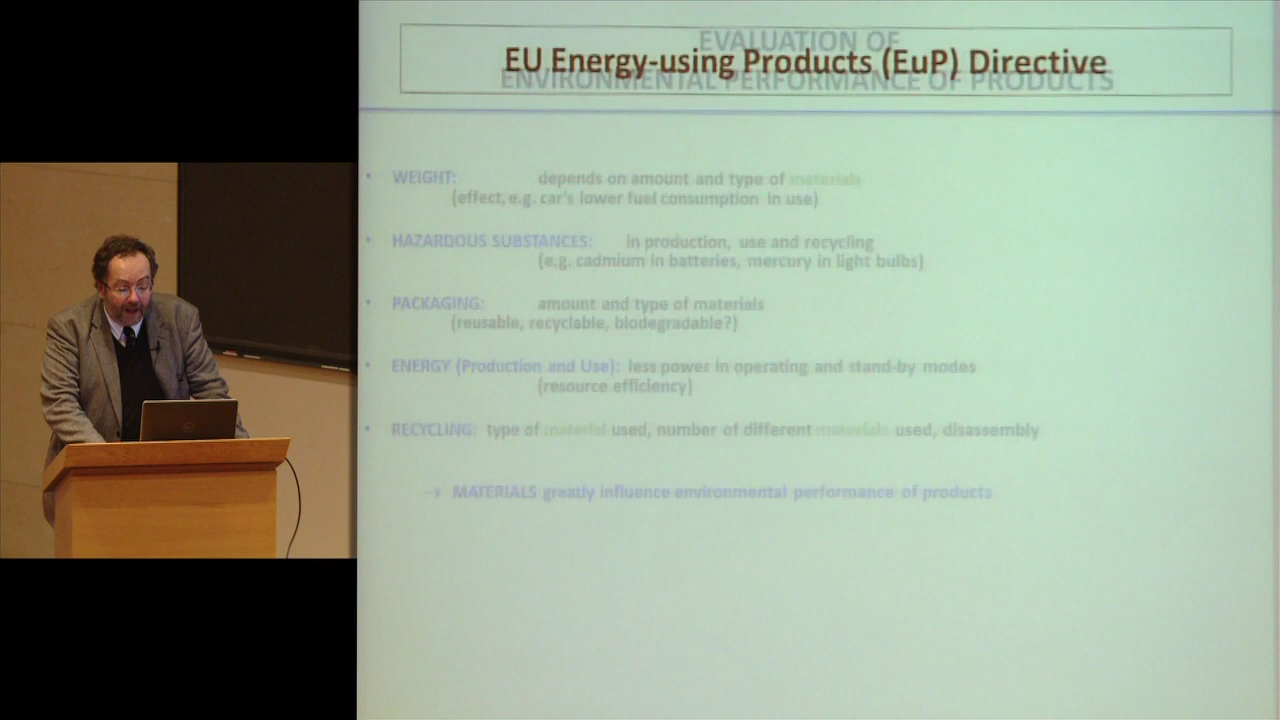 EVALUATION OF
EU Energy-using Products (EuP) Directive
ENVIRONMENTAL PERFORMANCE OF PRODUCTS
• WEIGHT: depends on amount and type of materials
(effect, e.g. car's lower fuel consumption in use)
• HAZARDOUS SUBSTANCES: in production, use and recycling
(e.g. cadmium in batteries, mercury in light bulbs)
• PACKAGING: amount and type of materials
(reusable, recyclable, biodegradable?)
• ENERGY (Production and Use): less power in operating and stand-by modes
(resource efficiency)
• RECYCLING: type of material used, number of different materials used, disassembly
→ MATERIALS greatly influence environmental performance of products